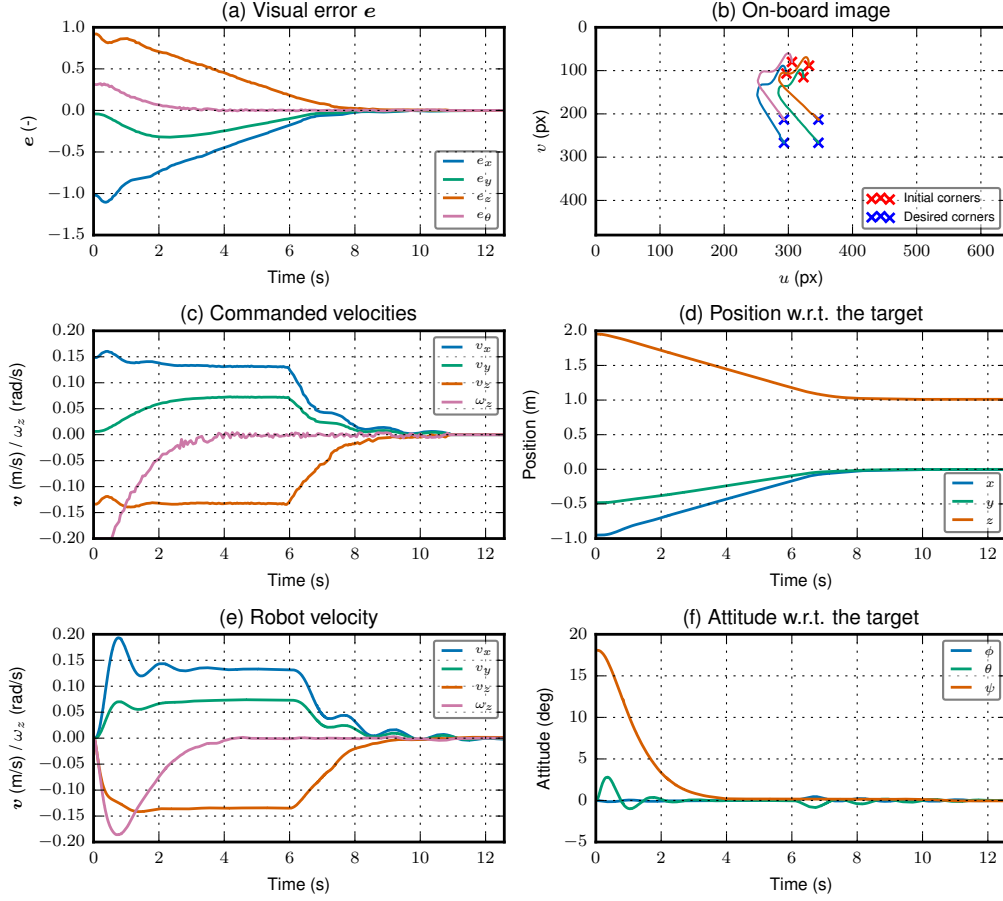 (a) Visual error e
1.0
0.5
0.0
−0.5
−1.0
−1.5
e (-)
e_x
e_y
e_z
e_θ
0 2 4 6 8 10 12
Time (s)
(b) On-board image
0
100
200
300
400
v (px)
Initial corners
Desired corners
0 100 200 300 400 500 600
u (px)
(c) Commanded velocities
0.20
0.15
0.10
0.05
0.00
−0.05
−0.10
−0.15
−0.20
v (m/s) / ω_z (rad/s)
v_x
v_y
v_z
ω_z
0 2 4 6 8 10 12
Time (s)
(d) Position w.r.t. the target
2.0
1.5
1.0
0.5
0.0
−0.5
−1.0
Position (m)
x
y
z
0 2 4 6 8 10 12
Time (s)
(e) Robot velocity
0.20
0.15
0.10
0.05
0.00
−0.05
−0.10
−0.15
−0.20
v (m/s) / ω_z (rad/s)
v_x
v_y
v_z
ω_z
0 2 4 6 8 10 12
Time (s)
(f) Attitude w.r.t. the target
20
15
10
5
0
−5
Attitude (deg)
ϕ
θ
ψ
0 2 4 6 8 10 12
Time (s)